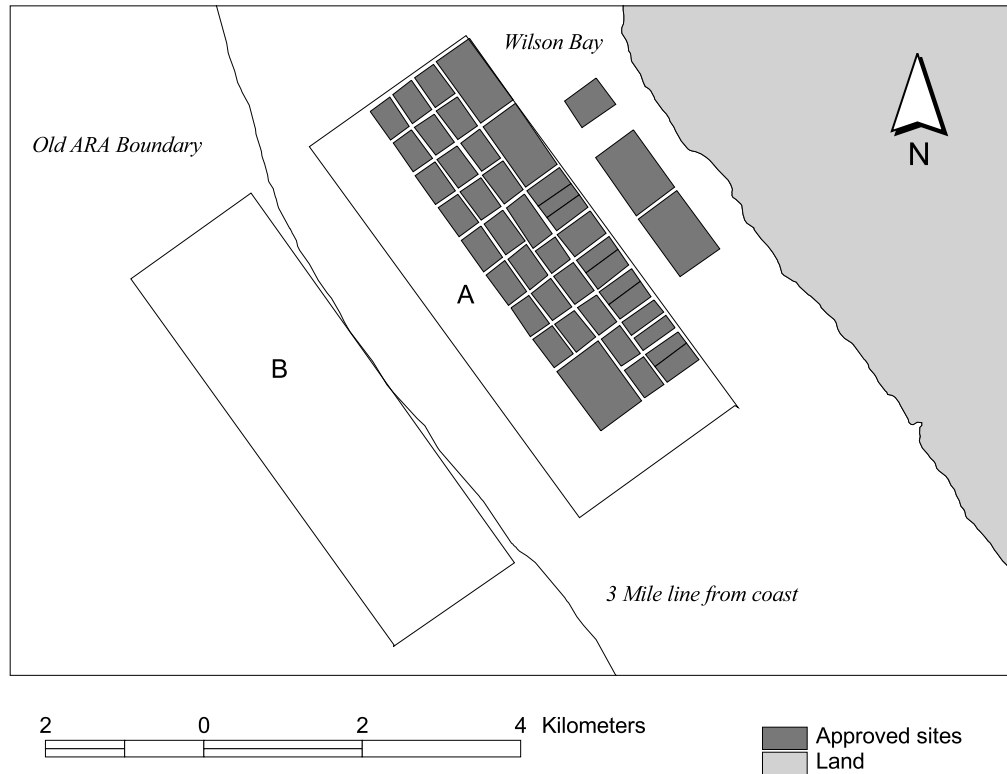 Wilson Bay
Old ARA Boundary
N
A
B
3 Mile line from coast
2 0 2 4 Kilometers
Approved sites
Land